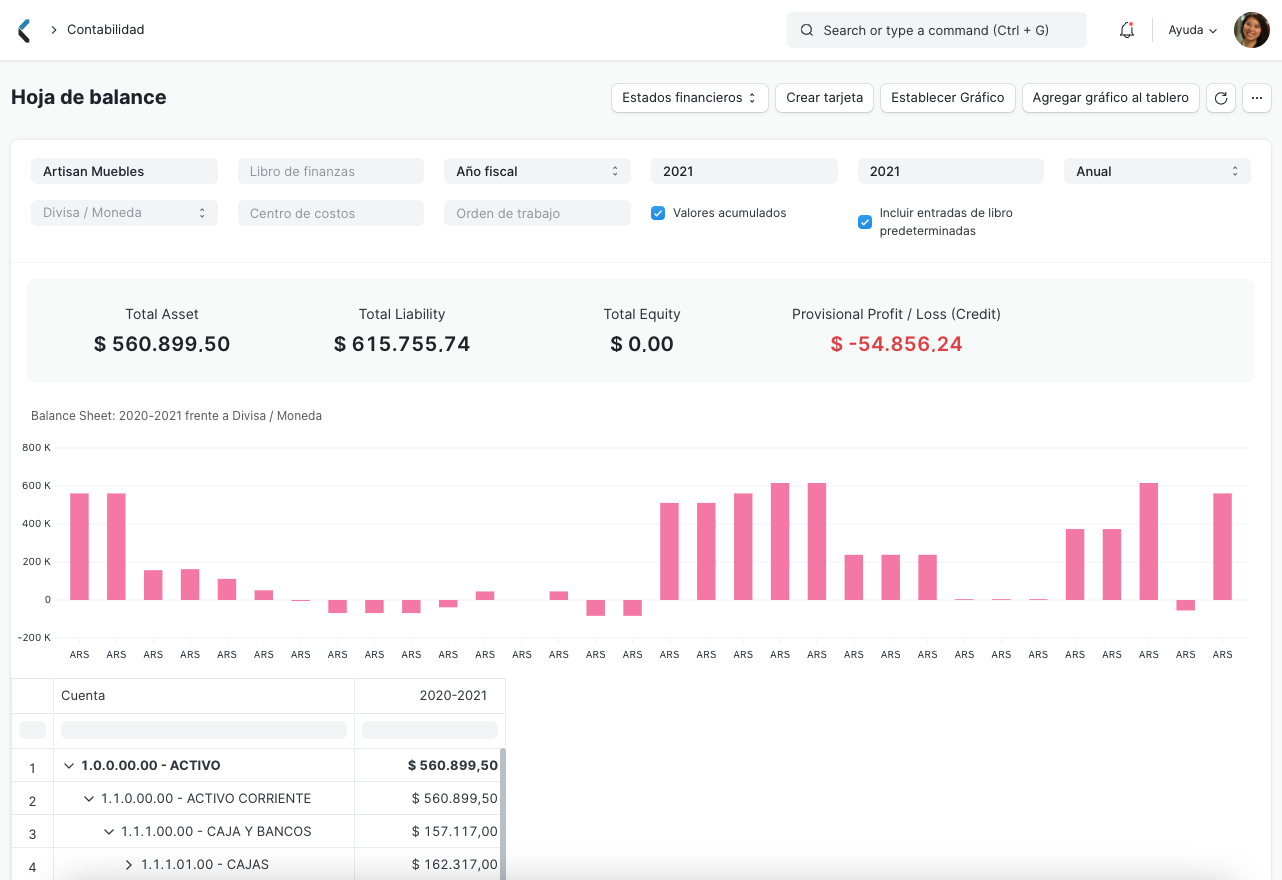 Contabilidad
Search or type a command (Ctrl + G)
Ayuda
Hoja de balance
Estados financieros
Crear tarjeta
Establecer Gráfico
Agregar gráfico al tablero
Artisan Muebles
Libro de finanzas
Año fiscal
2021
2021
Anual
Divisa / Moneda
Centro de costos
Orden de trabajo
Valores acumulados
Incluir entradas de libro
predeterminadas
Total Asset
Total Liability
Total Equity
Provisional Profit / Loss (Credit)
$ 560.899,50
$ 615.755,74
$ 0,00
$ -54.856,24
Balance Sheet: 2020-2021 frente a Divisa / Moneda
800 K
600 K
400 K
200 K
0
-200 K
ARS ARS ARS ARS ARS ARS ARS ARS ARS ARS ARS ARS ARS ARS ARS ARS ARS ARS ARS ARS ARS ARS ARS ARS ARS ARS ARS ARS ARS ARS ARS ARS
Cuenta 2020-2021
1 1.0.0.00.00 - ACTIVO $ 560.899,50
2 1.1.0.00.00 - ACTIVO CORRIENTE $ 560.899,50
3 1.1.1.00.00 - CAJA Y BANCOS $ 157.117,00
4 1.1.1.01.00 - CAJAS $ 162.317,00